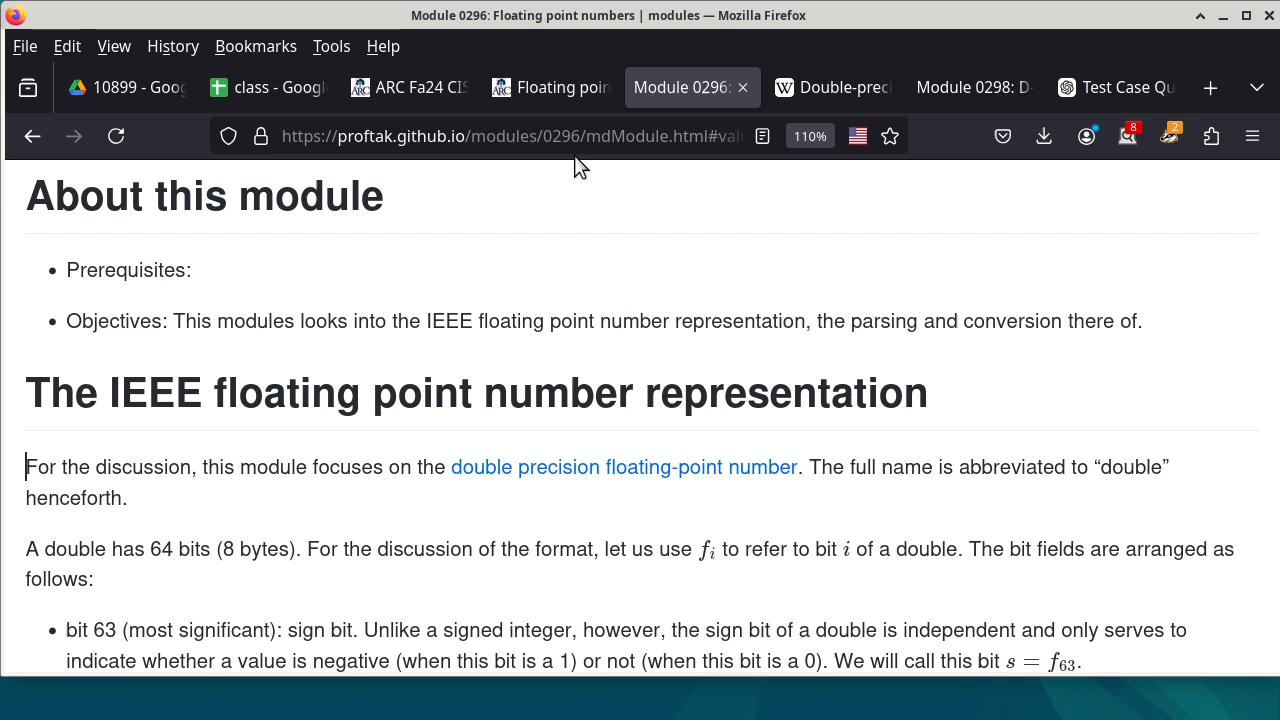 Module 0296: Floating point numbers | modules — Mozilla Firefox
File Edit View History Bookmarks Tools Help
10899 - Goog class - Googl ARC Fa24 CIS Floating poin Module 0296: Double-preci Module 0298: D- Test Case Qu
https://proftak.github.io/modules/0296/mdModule.html#val 110% 8 2
About this module
• Prerequisites:
• Objectives: This modules looks into the IEEE floating point number representation, the parsing and conversion there of.
The IEEE floating point number representation
For the discussion, this module focuses on the double precision floating-point number. The full name is abbreviated to “double”
henceforth.
A double has 64 bits (8 bytes). For the discussion of the format, let us use fᵢ to refer to bit i of a double. The bit fields are arranged as
follows:
• bit 63 (most significant): sign bit. Unlike a signed integer, however, the sign bit of a double is independent and only serves to
indicate whether a value is negative (when this bit is a 1) or not (when this bit is a 0). We will call this bit s = f₆₃.